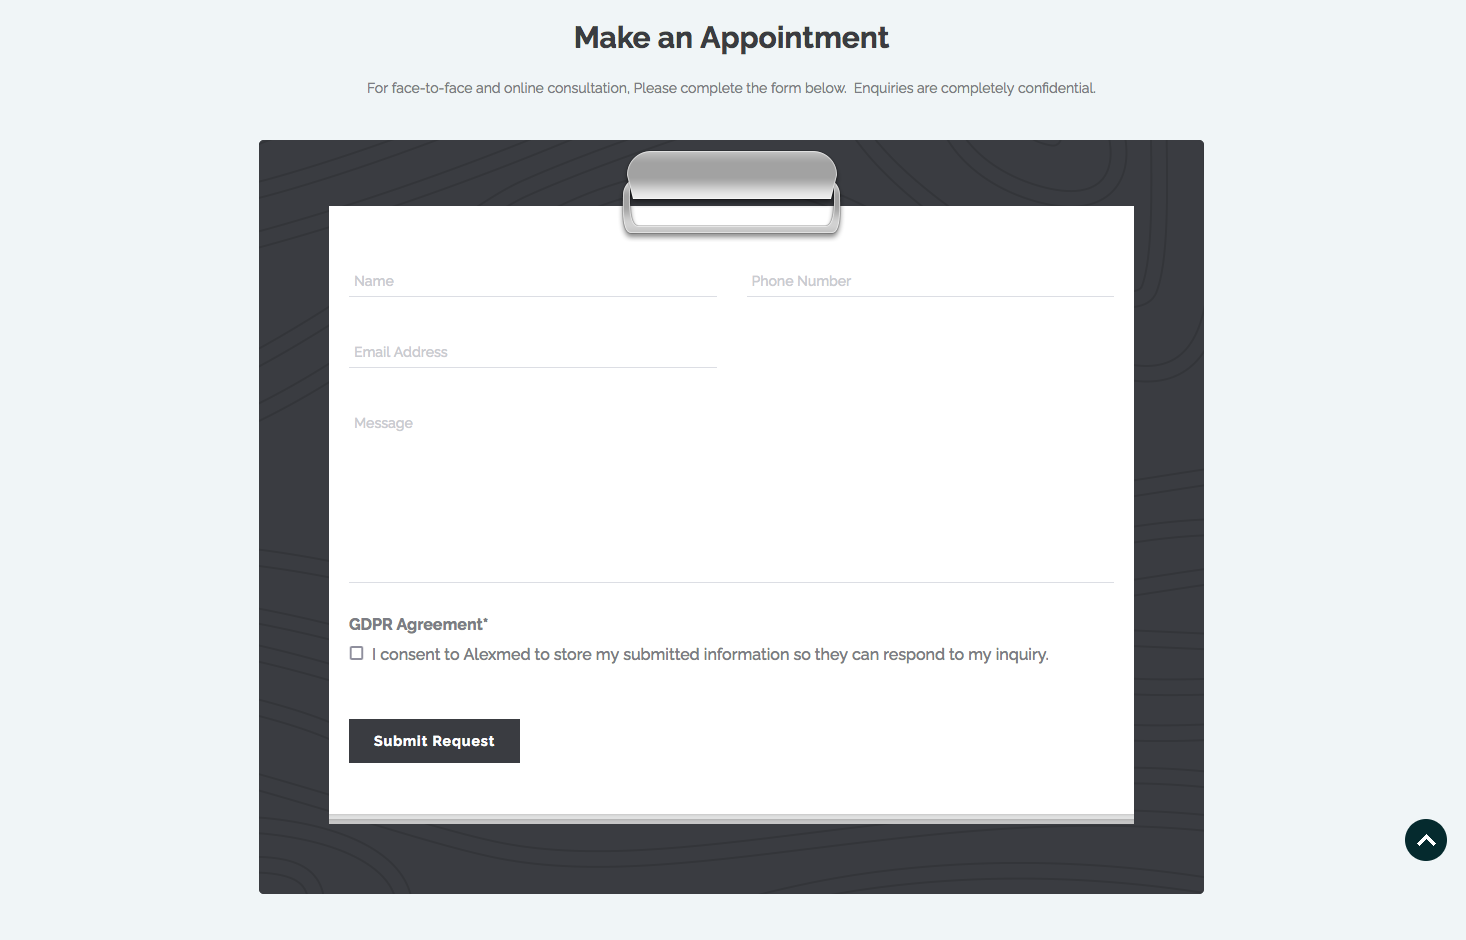 Make an Appointment
For face-to-face and online consultation, Please complete the form below.  Enquiries are completely confidential.
Name
Phone Number
Email Address
Message
GDPR Agreement*
I consent to Alexmed to store my submitted information so they can respond to my inquiry.
Submit Request